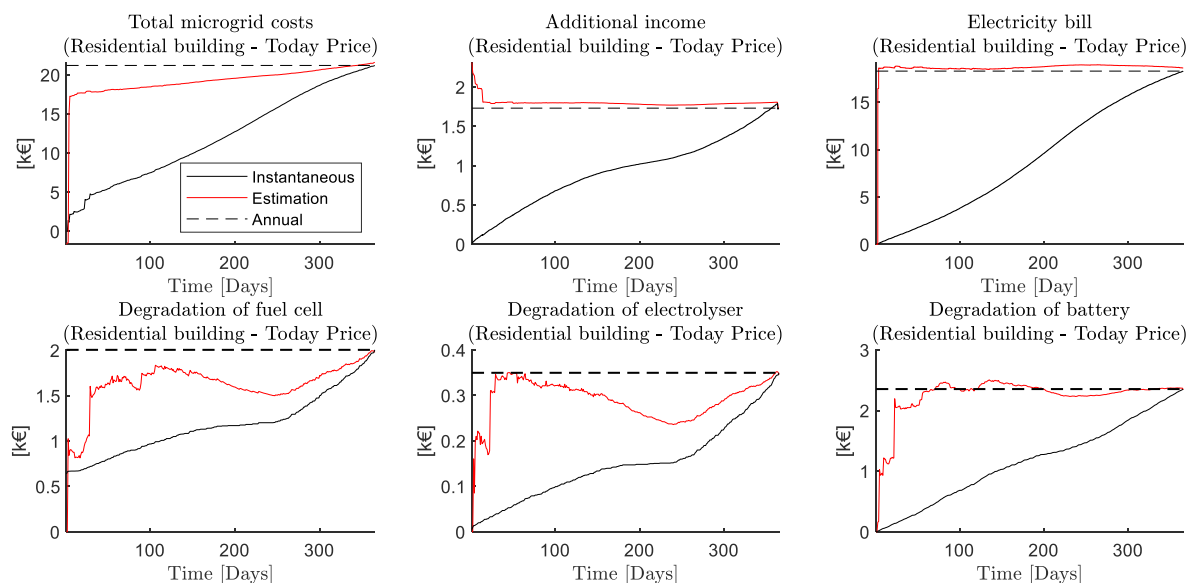 Total microgrid costs
(Residential building - Today Price)
[k€]
20
15
10
5
0
Instantaneous
Estimation
Annual
100
200
300
Time [Days]
Additional income
(Residential building - Today Price)
[k€]
2
1.5
1
0.5
0
100
200
300
Time [Days]
Electricity bill
(Residential building - Today Price)
[k€]
15
10
5
0
100
200
300
Time [Days]
Degradation of fuel cell
(Residential building - Today Price)
[k€]
2
1.5
1
0.5
0
100
200
300
Time [Days]
Degradation of electrolyser
(Residential building - Today Price)
[k€]
0.4
0.3
0.2
0.1
0
100
200
300
Time [Days]
Degradation of battery
(Residential building - Today Price)
[k€]
3
2
1
0
100
200
300
Time [Days]